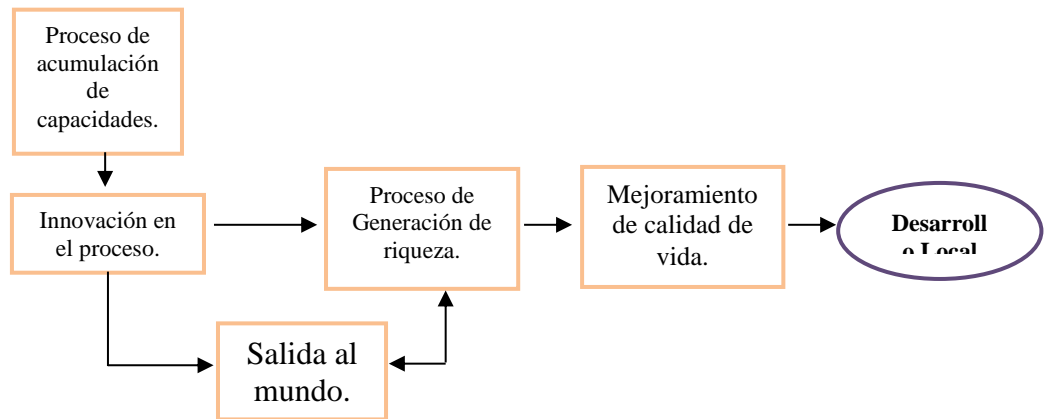 Proceso de
acumulación
de
capacidades.
Innovación en
el proceso.
Proceso de
Generación de
riqueza.
Mejoramiento
de calidad de
vida.
Desarroll
o Local
Salida al
mundo.